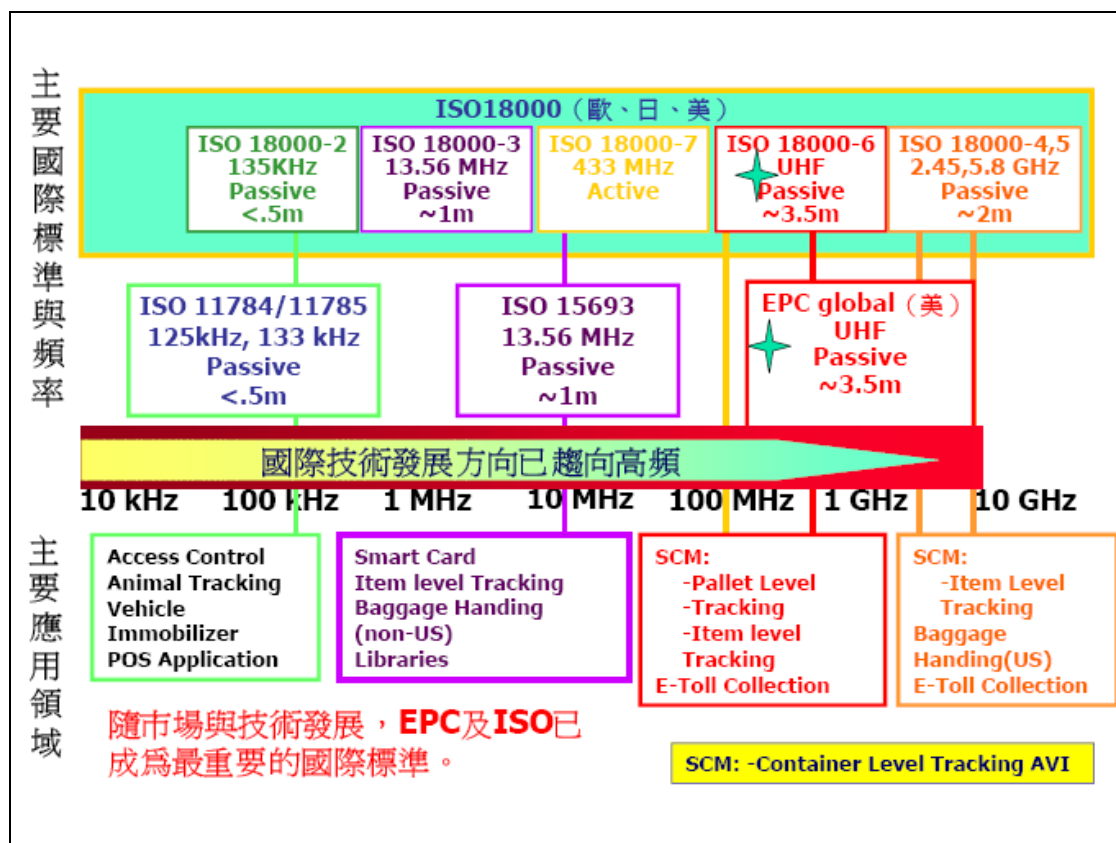 主要國際標準與頻率
ISO18000（歐、日、美）
ISO 18000-2
135KHz
Passive
<.5m
ISO 18000-3
13.56 MHz
Passive
~1m
ISO 18000-7
433 MHz
Active
ISO 18000-6
UHF
Passive
~3.5m
ISO 18000-4,5
2.45,5.8 GHz
Passive
~2m
ISO 11784/11785
125kHz, 133 kHz
Passive
<.5m
ISO 15693
13.56 MHz
Passive
~1m
EPC global（美）
UHF
Passive
~3.5m
國際技術發展方向已趨向高頻
10 kHz 100 kHz 1 MHz 10 MHz 100 MHz 1 GHz 10 GHz
主要應用領域
Access Control
Animal Tracking
Vehicle
Immobilizer
POS Application
Smart Card
Item level Tracking
Baggage Handing
(non-US)
Libraries
SCM:
-Pallet Level
-Tracking
-Item level
Tracking
E-Toll Collection
SCM:
-Item Level
Tracking
Baggage
Handing(US)
E-Toll Collection
隨市場與技術發展，EPC及ISO已
成爲最重要的國際標準。
SCM: -Container Level Tracking AVI